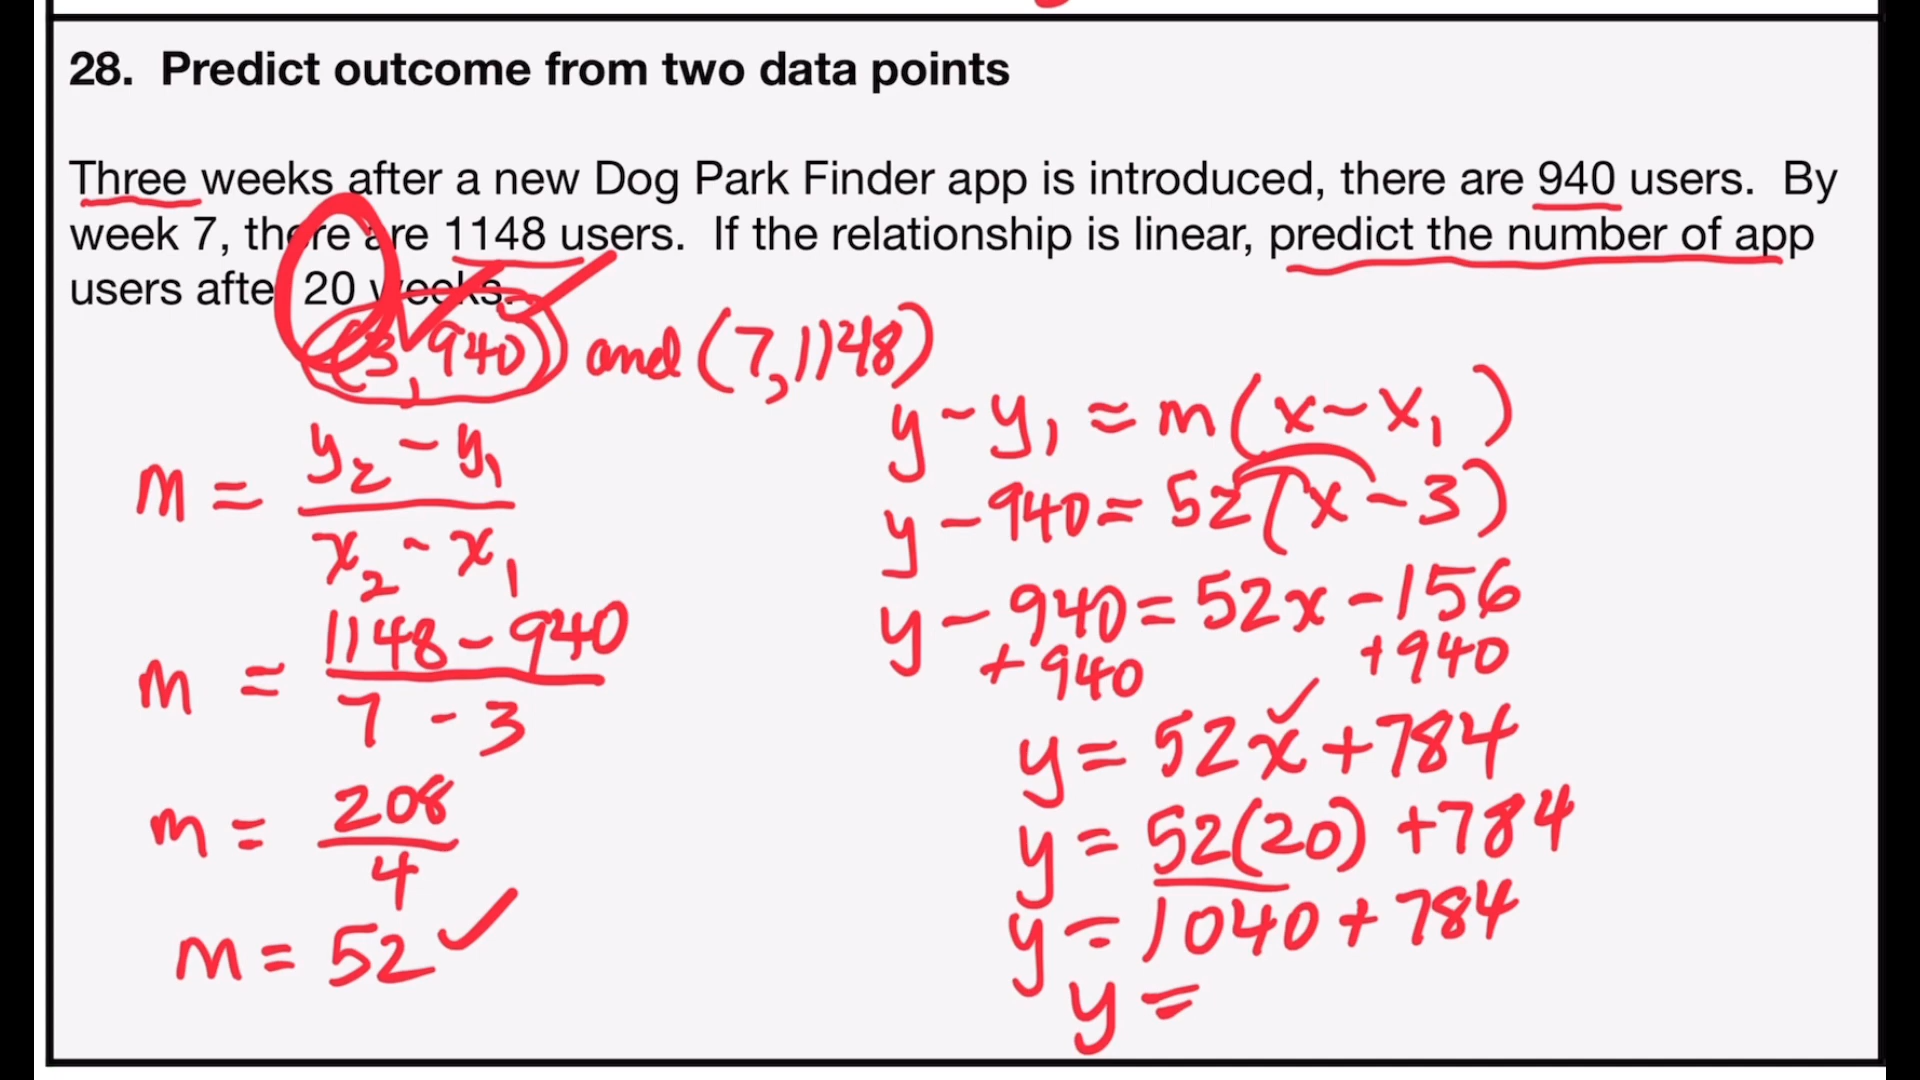 28. Predict outcome from two data points
Three weeks after a new Dog Park Finder app is introduced, there are 940 users. By
week 7, there are 1148 users. If the relationship is linear, predict the number of app
users after 20 weeks.
(3, 940) and (7, 1148)
m = y₂ - y₁ / x₂ - x₁
m = 1148 - 940 / 7 - 3
m = 208 / 4
m = 52 ✓
y - y₁ = m(x - x₁)
y - 940 = 52(x - 3)
y - 940 = 52x - 156
+ 940 + 940
y = 52x + 784
y = 52(20) + 784
y = 1040 + 784
y =